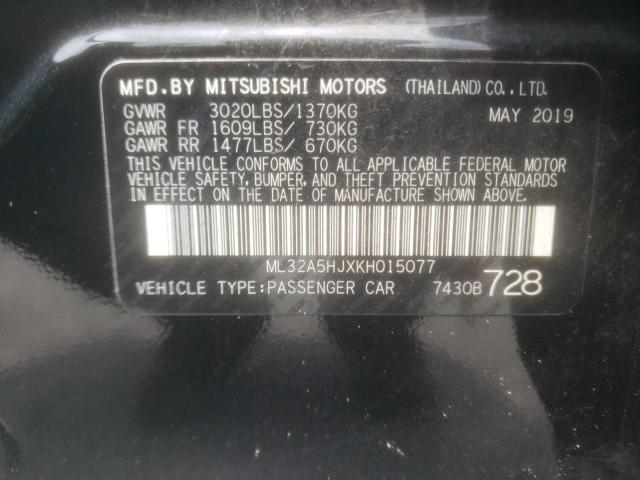 MFD.BY MITSUBISHI MOTORS (THAILAND) CO., LTD.
GVWR 3020LBS/1370KG MAY 2019
GAWR FR 1609LBS/ 730KG
GAWR RR 1477LBS/ 670KG
THIS VEHICLE CONFORMS TO ALL APPLICABLE FEDERAL MOTOR
VEHICLE SAFETY, BUMPER, AND THEFT PREVENTION STANDARDS
IN EFFECT ON THE DATE OF MANUFACTURE SHOWN ABOVE.
ML32A5HJXKH015077
VEHICLE TYPE:PASSENGER CAR 7430B 728